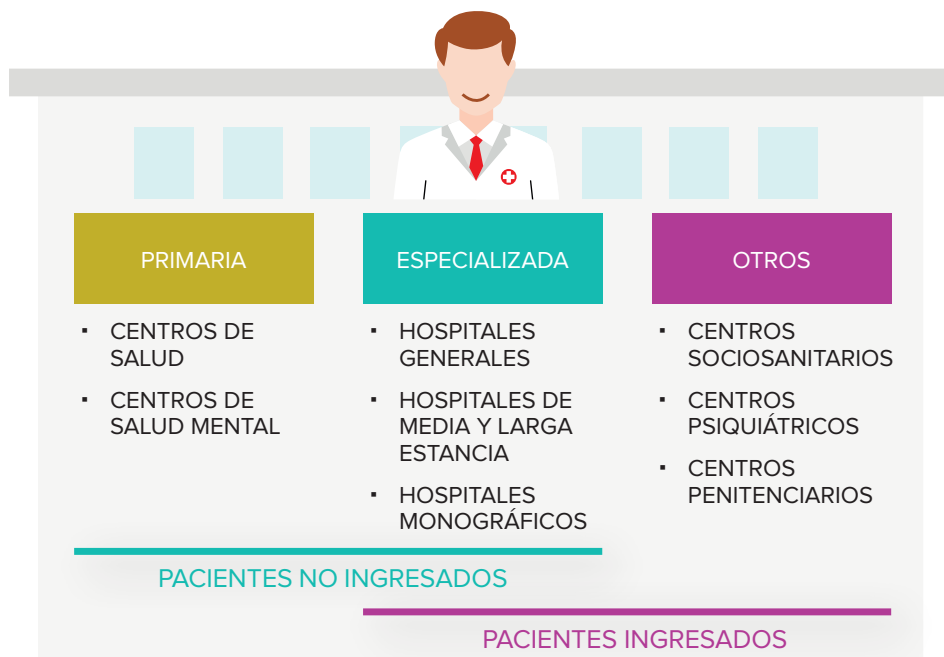 PRIMARIA
▪ CENTROS DE
SALUD
▪ CENTROS DE
SALUD MENTAL
ESPECIALIZADA
▪ HOSPITALES
GENERALES
▪ HOSPITALES DE
MEDIA Y LARGA
ESTANCIA
▪ HOSPITALES
MONOGRÁFICOS
OTROS
▪ CENTROS
SOCIOSANITARIOS
▪ CENTROS
PSIQUIÁTRICOS
▪ CENTROS
PENITENCIARIOS
PACIENTES NO INGRESADOS
PACIENTES INGRESADOS